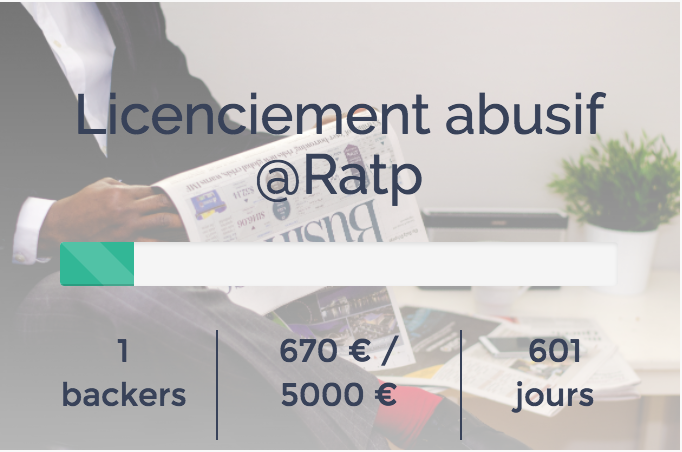 Licenciement abusif
@Ratp
1
backers
670 € /
5000 €
601
jours